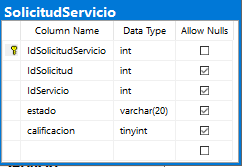 SolicitudServicio
Column Name Data Type Allow Nulls
IdSolicitudServicio int
IdSolicitud int
IdServicio int
estado varchar(20)
calificacion tinyint